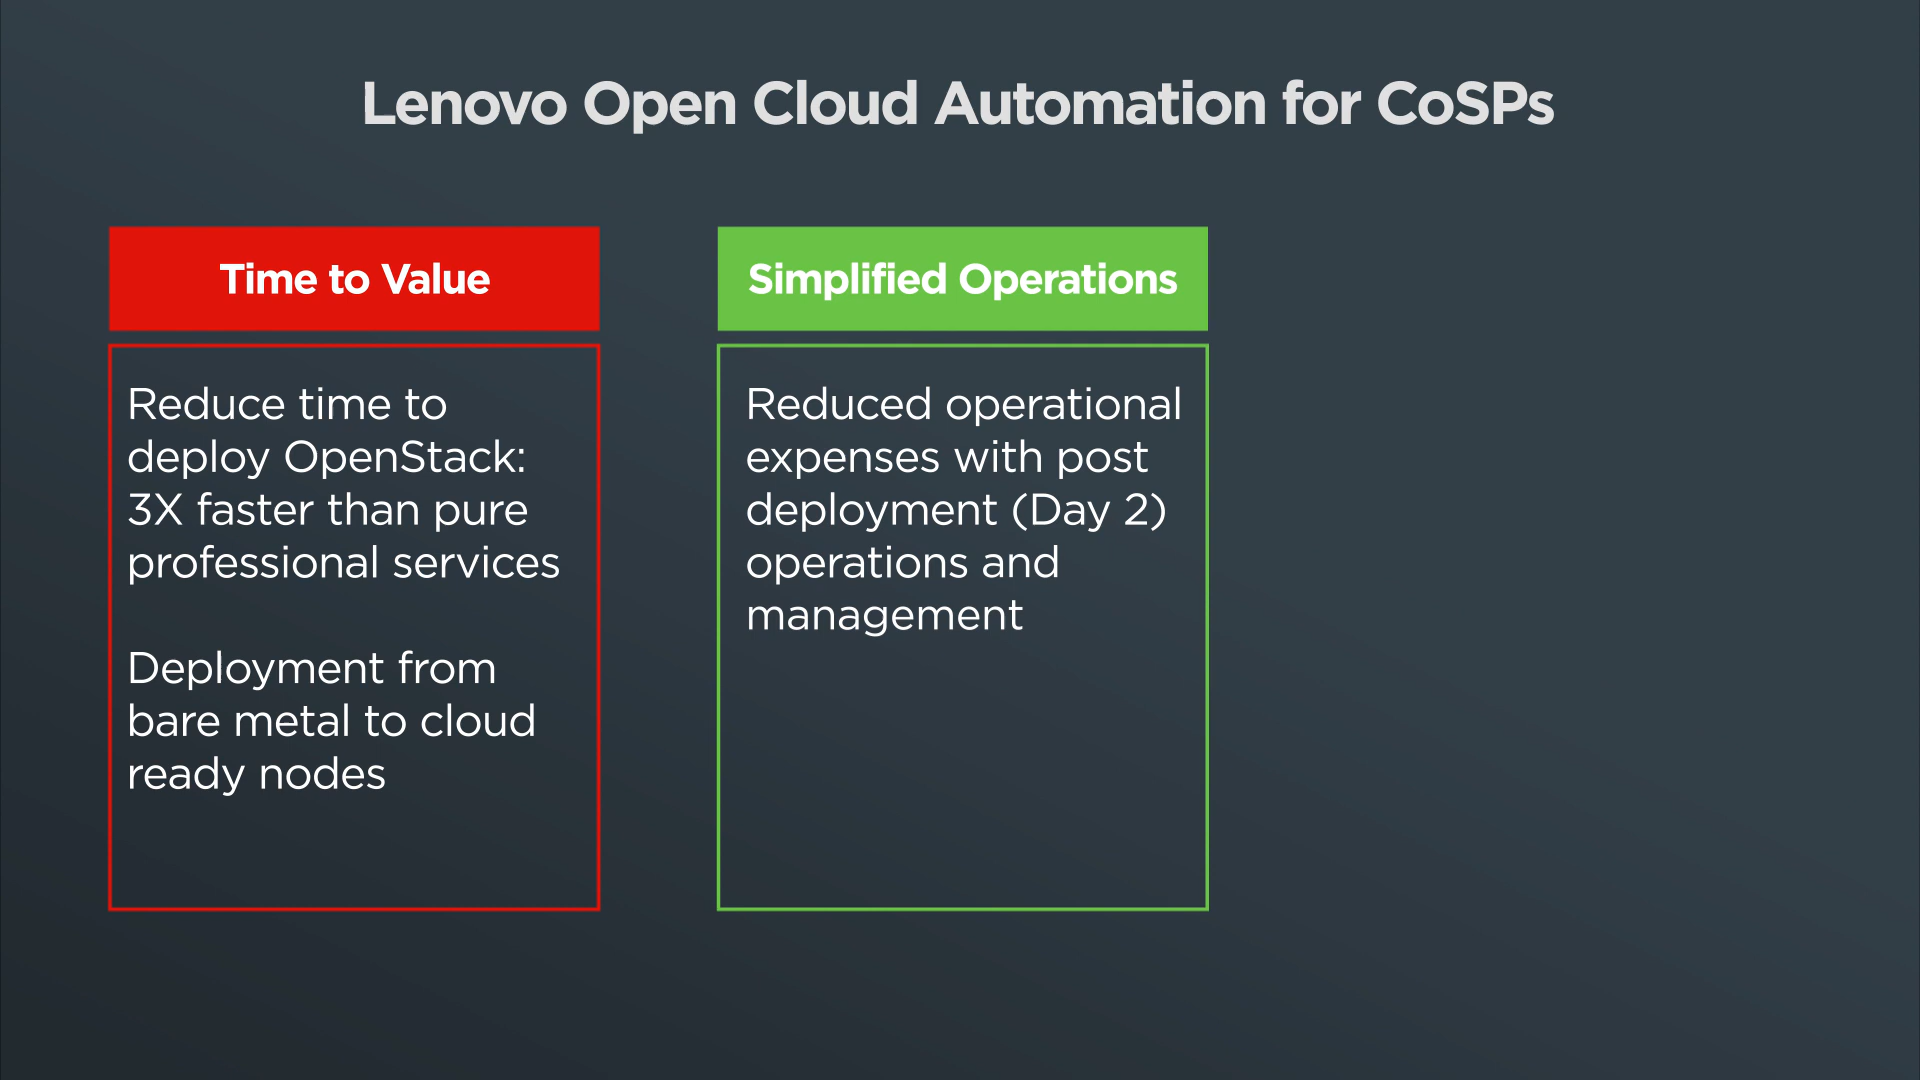 Lenovo Open Cloud Automation for CoSPs
Time to Value
Reduce time to
deploy OpenStack:
3X faster than pure
professional services
Deployment from
bare metal to cloud
ready nodes
Simplified Operations
Reduced operational
expenses with post
deployment (Day 2)
operations and
management